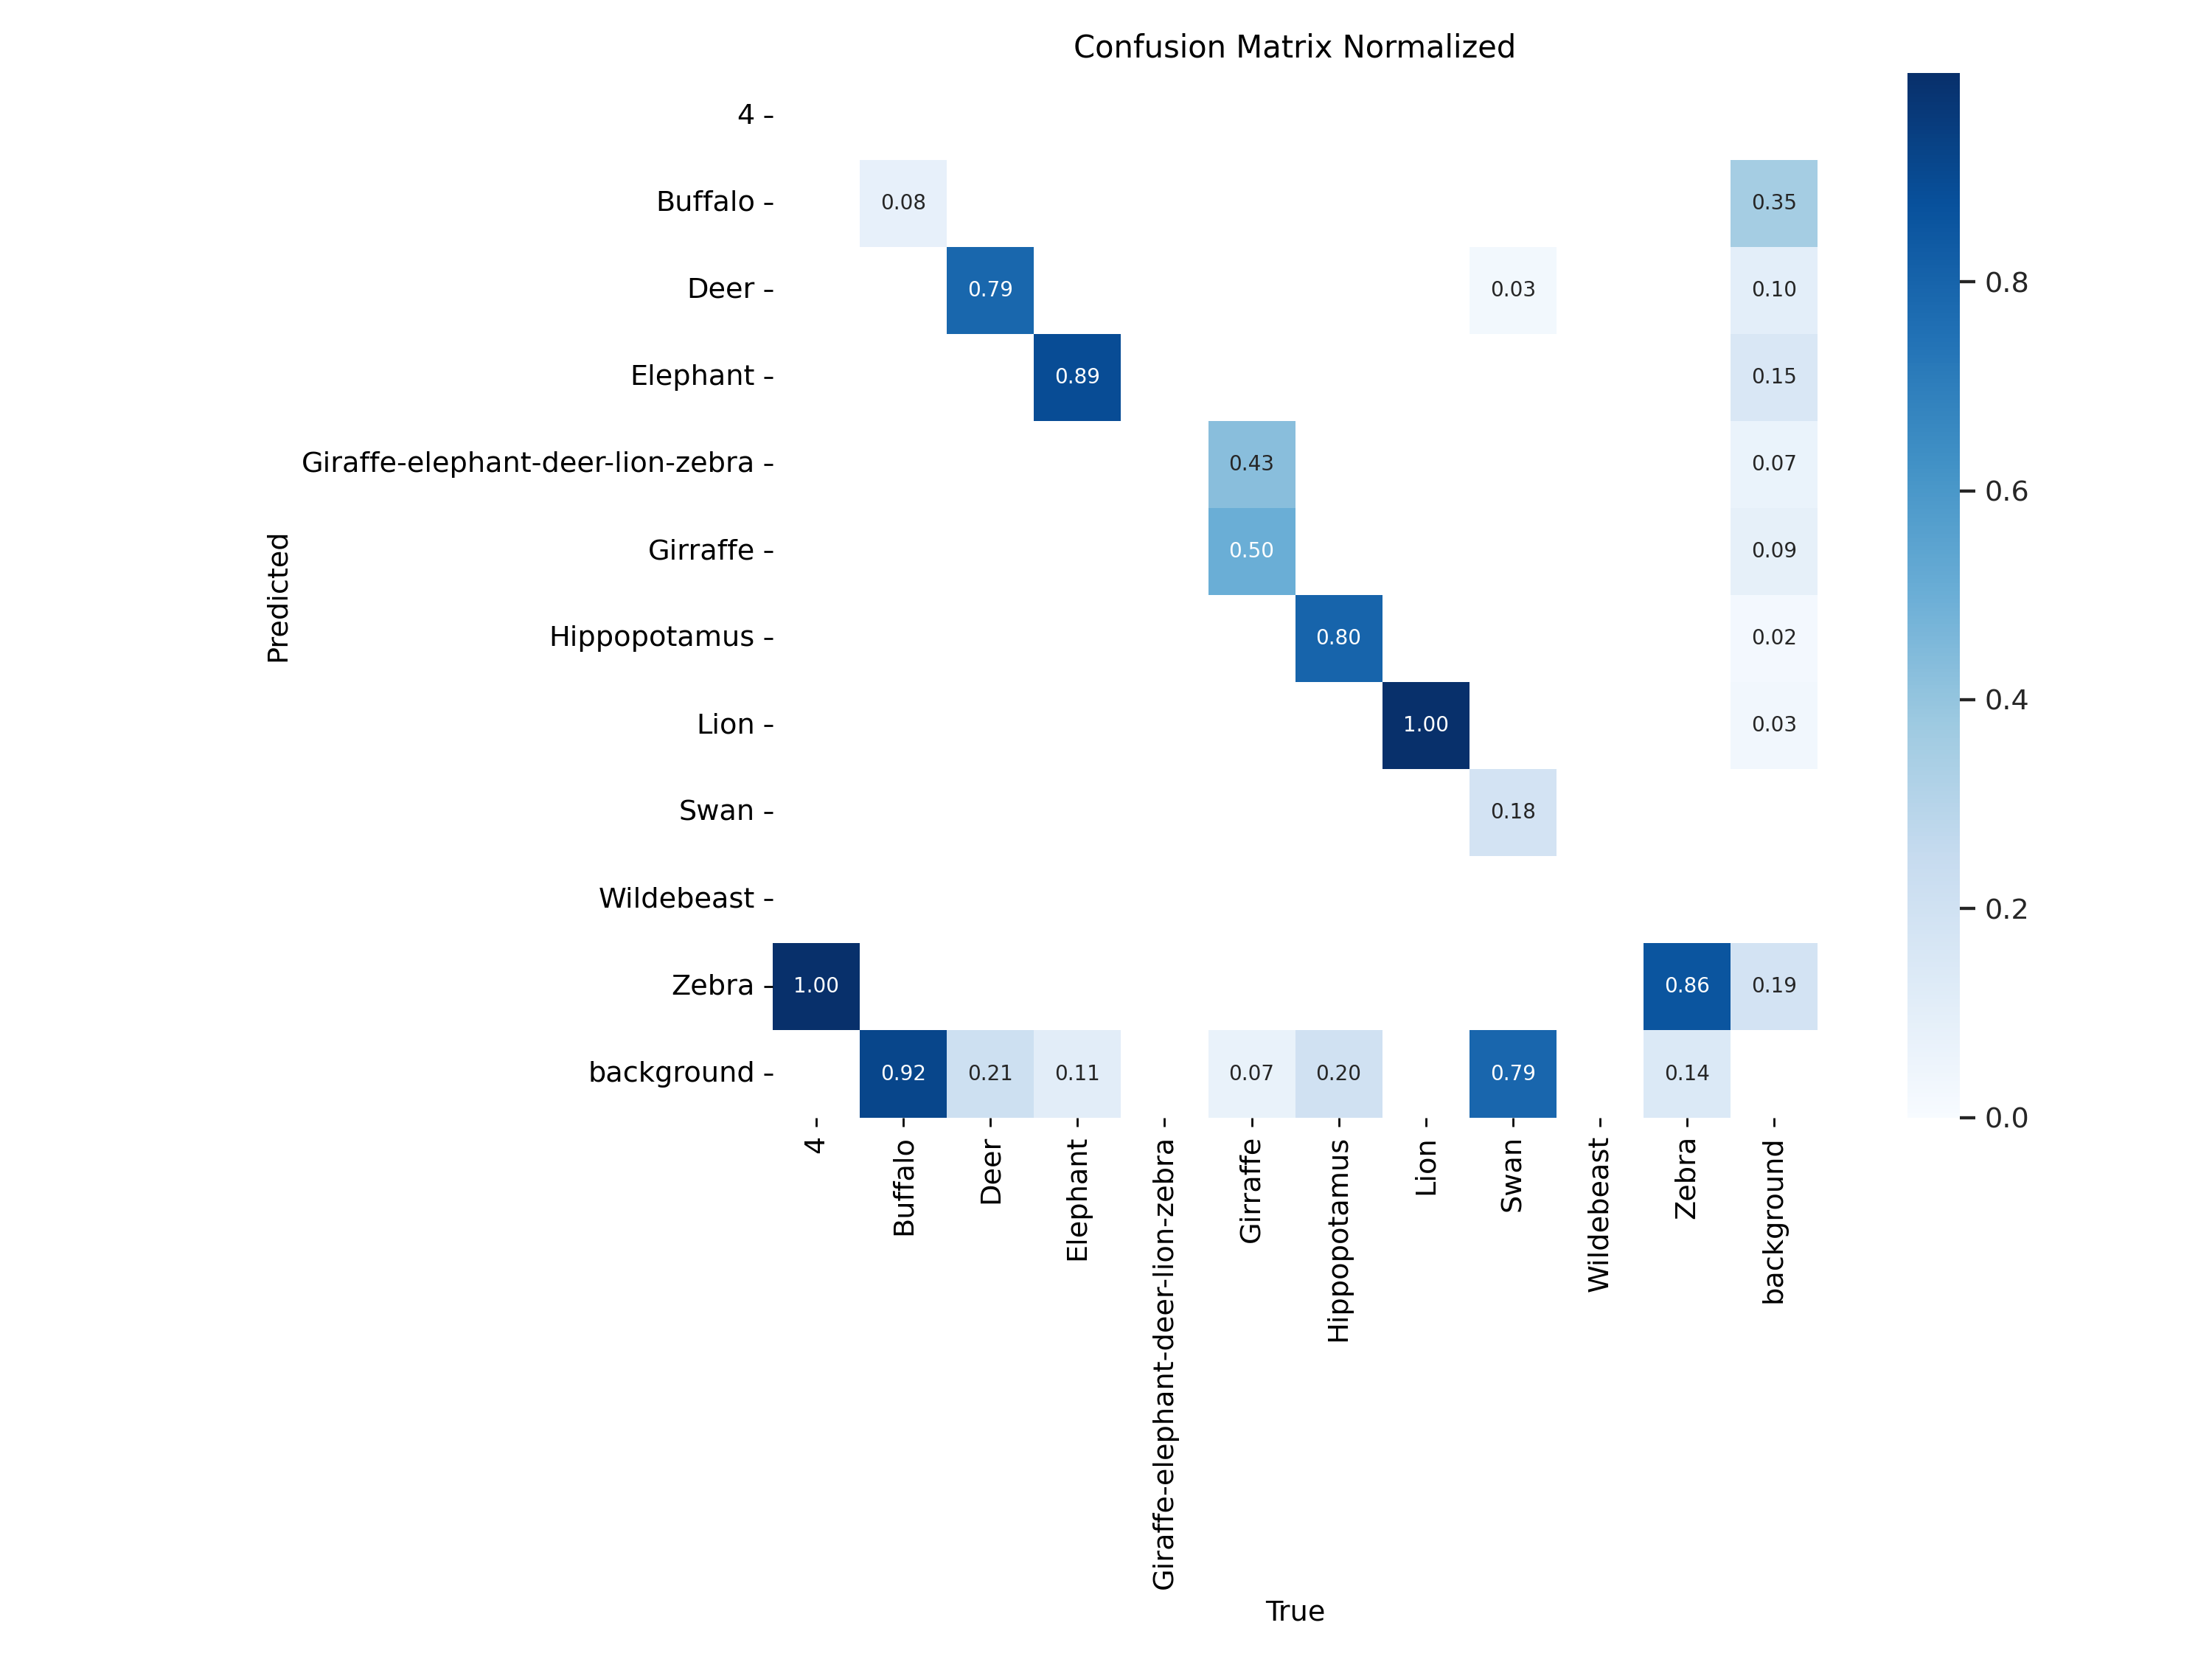 Confusion Matrix Normalized
4
Buffalo 0.08 0.35
Deer 0.79 0.03 0.10 0.8
Elephant 0.89 0.15
Giraffe-elephant-deer-lion-zebra 0.43 0.07 0.6
Girraffe 0.50 0.09
Predicted
Hippopotamus 0.80 0.02
Lion 1.00 0.03 0.4
Swan 0.18
Wildebeast 0.2
Zebra 1.00 0.86 0.19
background 0.92 0.21 0.11 0.07 0.20 0.79 0.14 0.0
4 Buffalo Deer Elephant Giraffe-elephant-deer-lion-zebra Girraffe Hippopotamus Lion Swan Wildebeast Zebra background
True